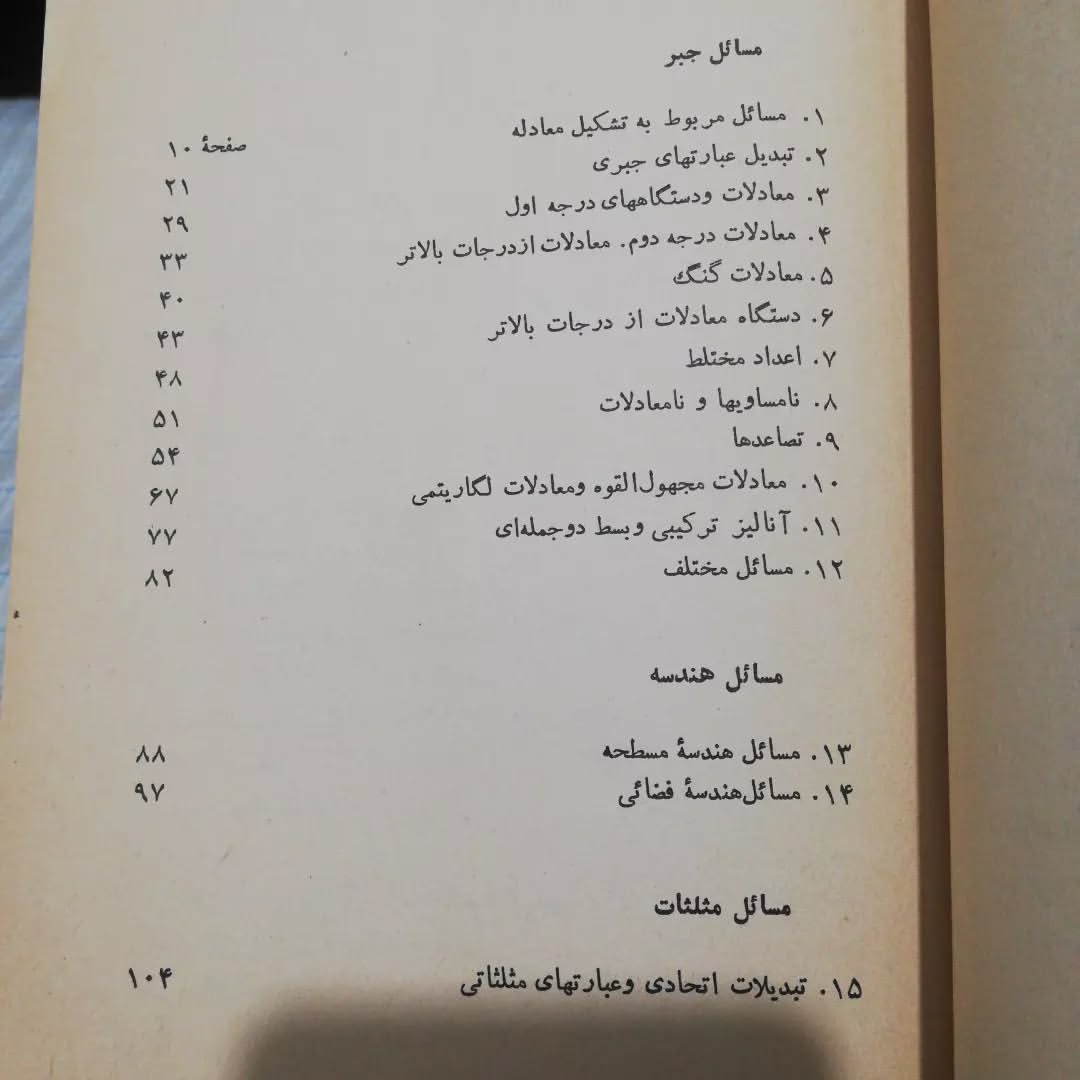 مسائل جبر
۱. مسائل مربوط به تشکیل معادله صفحهٔ ۱۰
۲. تبدیل عبارتهای جبری ۲۱
۳. معادلات ودستگاههای درجه اول ۲۹
۴. معادلات درجه دوم. معادلات ازدرجات بالاتر ۳۳
۵. معادلات گنگ ۴۰
۶. دستگاه معادلات از درجات بالاتر ۴۳
۷. اعداد مختلط ۴۸
۸. نامساویها و نامعادلات ۵۱
۹. تصاعدها ۵۴
۱۰. معادلات مجهول‌القوه ومعادلات لگاریتمی ۶۷
۱۱. آنالیز ترکیبی وبسط دوجمله‌ای ۷۷
۱۲. مسائل مختلف ۸۲
مسائل هندسه
۱۳. مسائل هندسهٔ مسطحه ۸۸
۱۴. مسائل‌هندسهٔ فضائی ۹۷
مسائل مثلثات
۱۵. تبدیلات اتحادی وعبارتهای مثلثاتی ۱۰۴